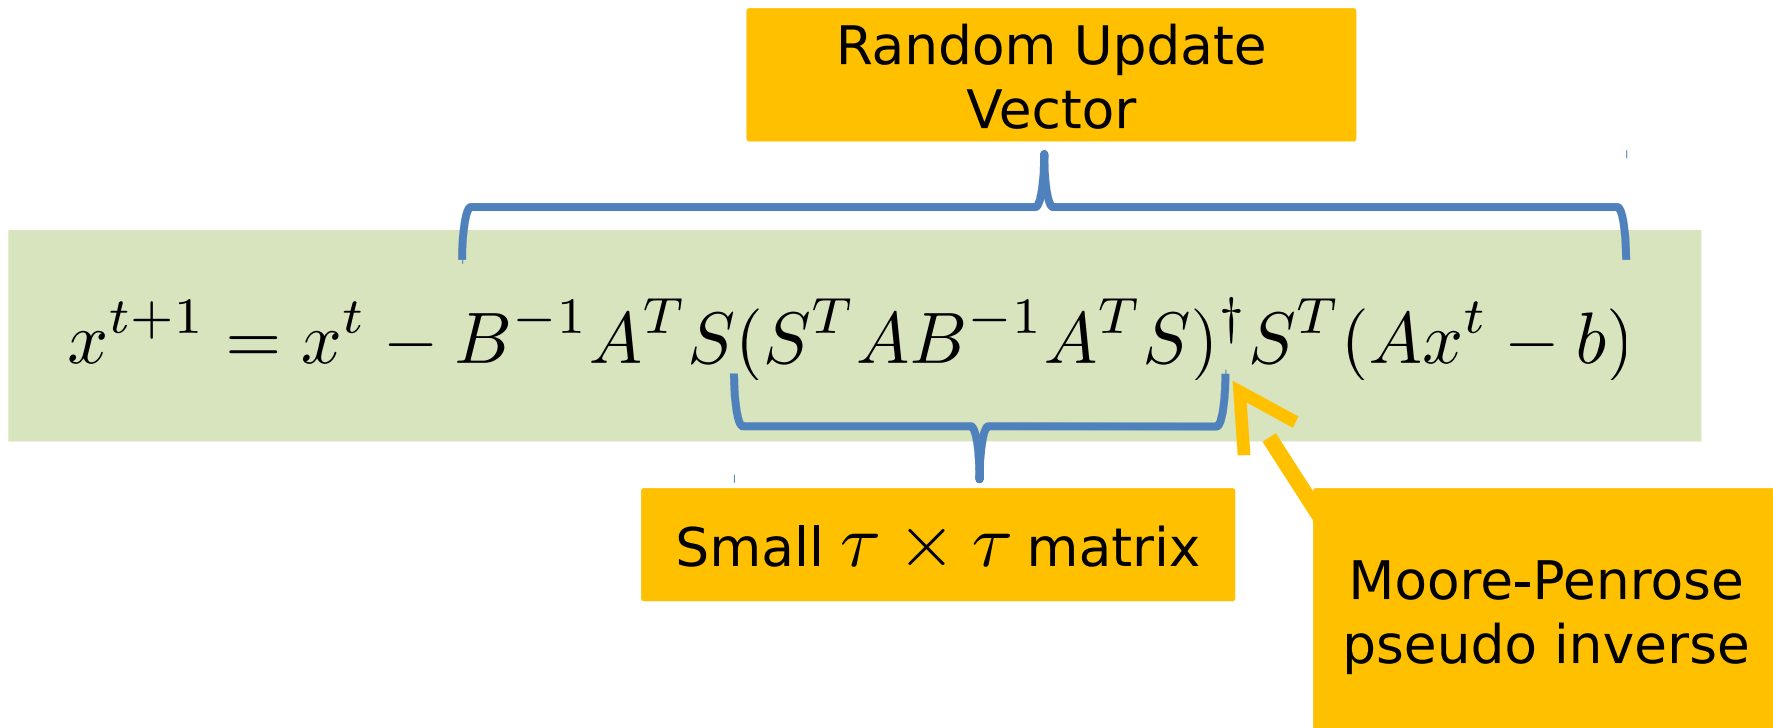 Random Update
Vector
x^{t+1} = x^t − B^{−1}A^T S(S^T AB^{−1}A^T S)^† S^T(Ax^t − b)
Small τ × τ matrix
Moore-Penrose
pseudo inverse